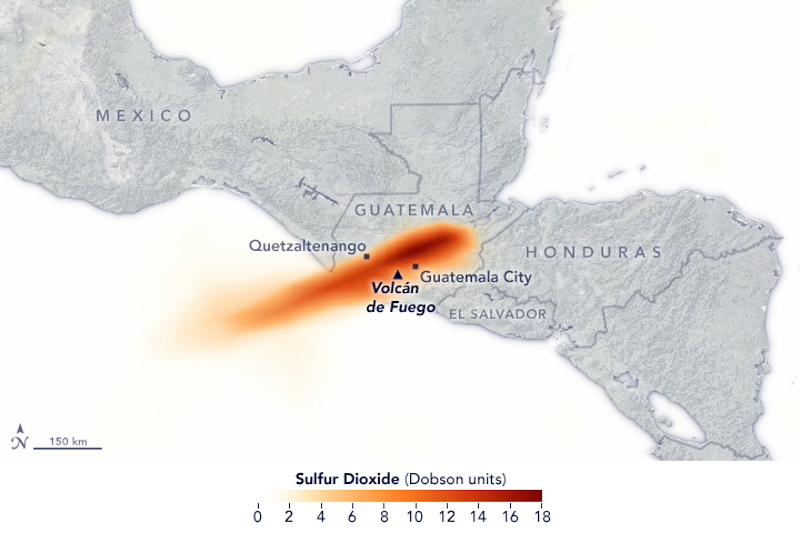 MEXICO
GUATEMALA
Quetzaltenango
HONDURAS
Guatemala City
Volcán
de Fuego
EL SALVADOR
N
150 km
Sulfur Dioxide (Dobson units)
0 2 4 6 8 10 12 14 16 18